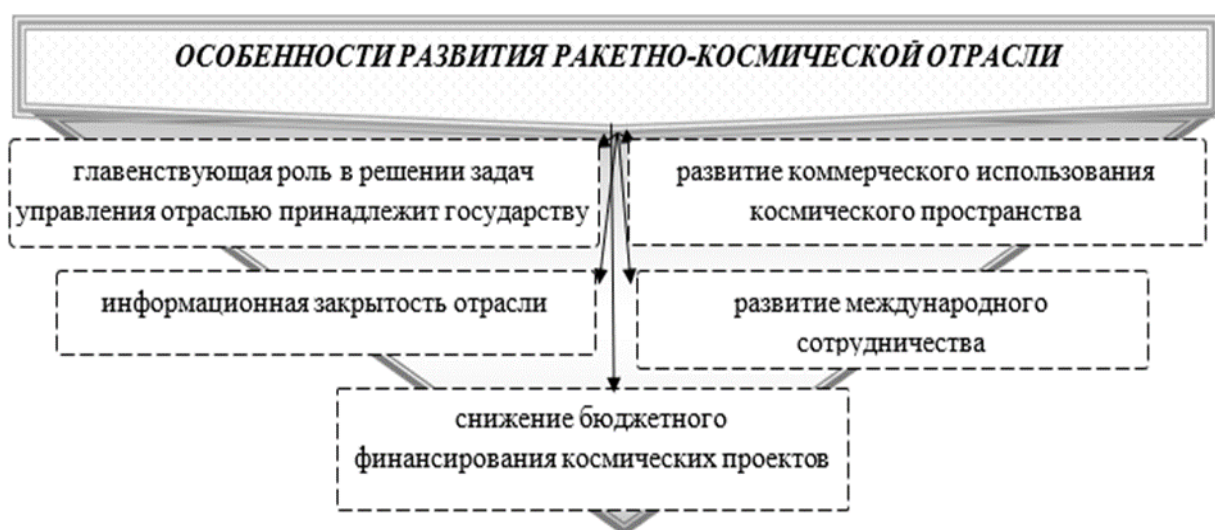 ОСОБЕННОСТИ РАЗВИТИЯ РАКЕТНО-КОСМИЧЕСКОЙ ОТРАСЛИ
главенствующая роль в решении задач
управления отраслью принадлежит государству
развитие коммерческого использования
космического пространства
информационная закрытость отрасли
развитие международного
сотрудничества
снижение бюджетного
финансирования космических проектов